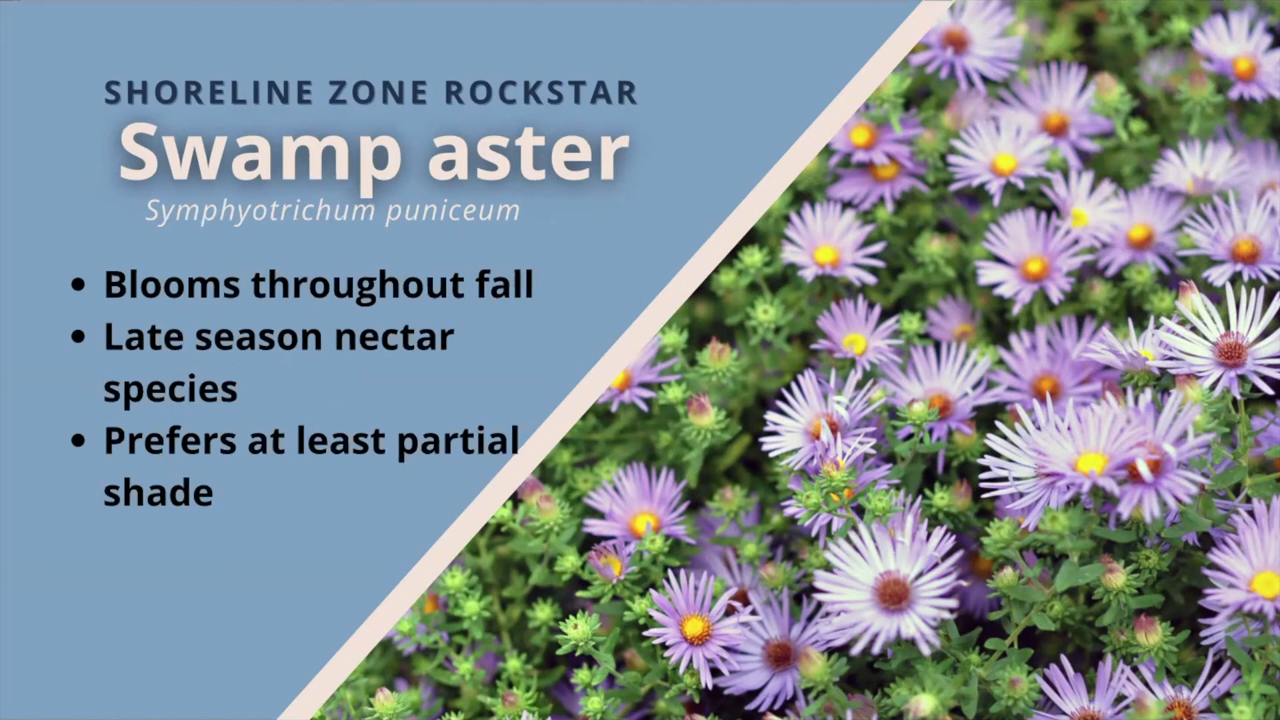 SHORELINE ZONE ROCKSTAR
Swamp aster
Symphyotrichum puniceum
• Blooms throughout fall
• Late season nectar
species
• Prefers at least partial
shade